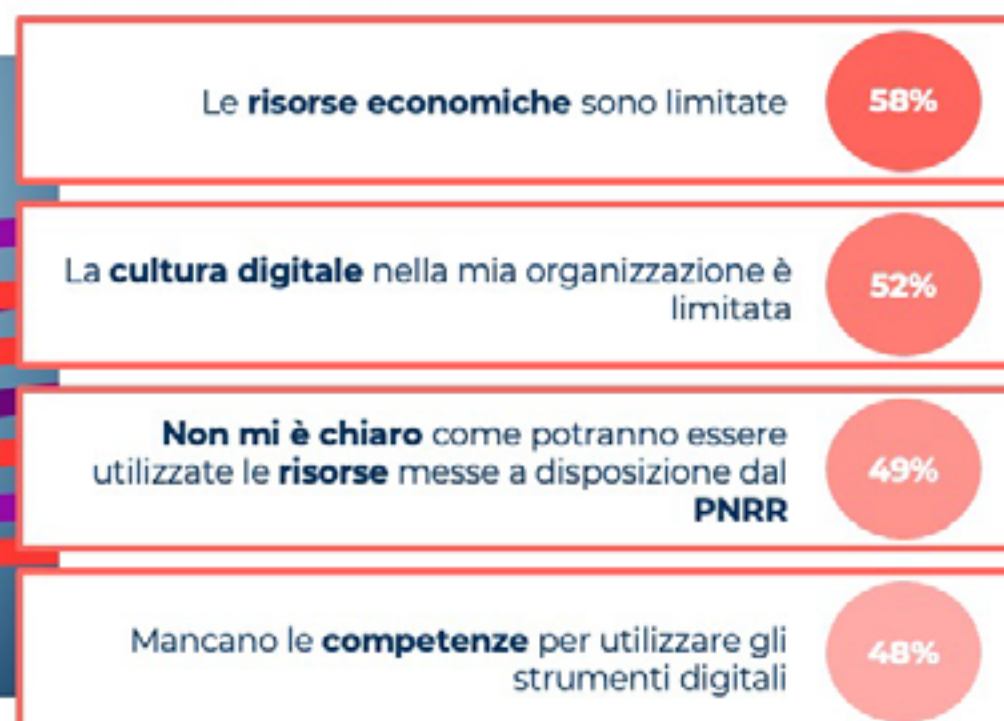 Le risorse economiche sono limitate
58%
La cultura digitale nella mia organizzazione è
limitata
52%
Non mi è chiaro come potranno essere
utilizzate le risorse messe a disposizione dal
PNRR
49%
Mancano le competenze per utilizzare gli
strumenti digitali
48%